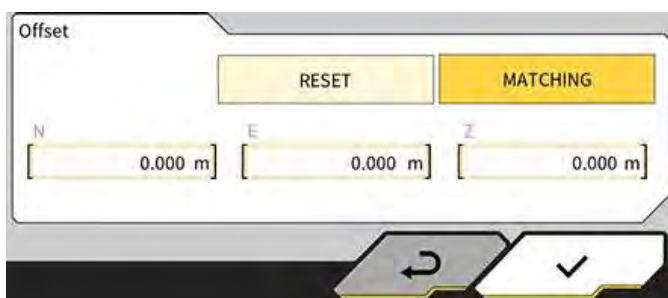 Offset
RESET
MATCHING
N
E
Z
0.000 m
0.000 m
0.000 m